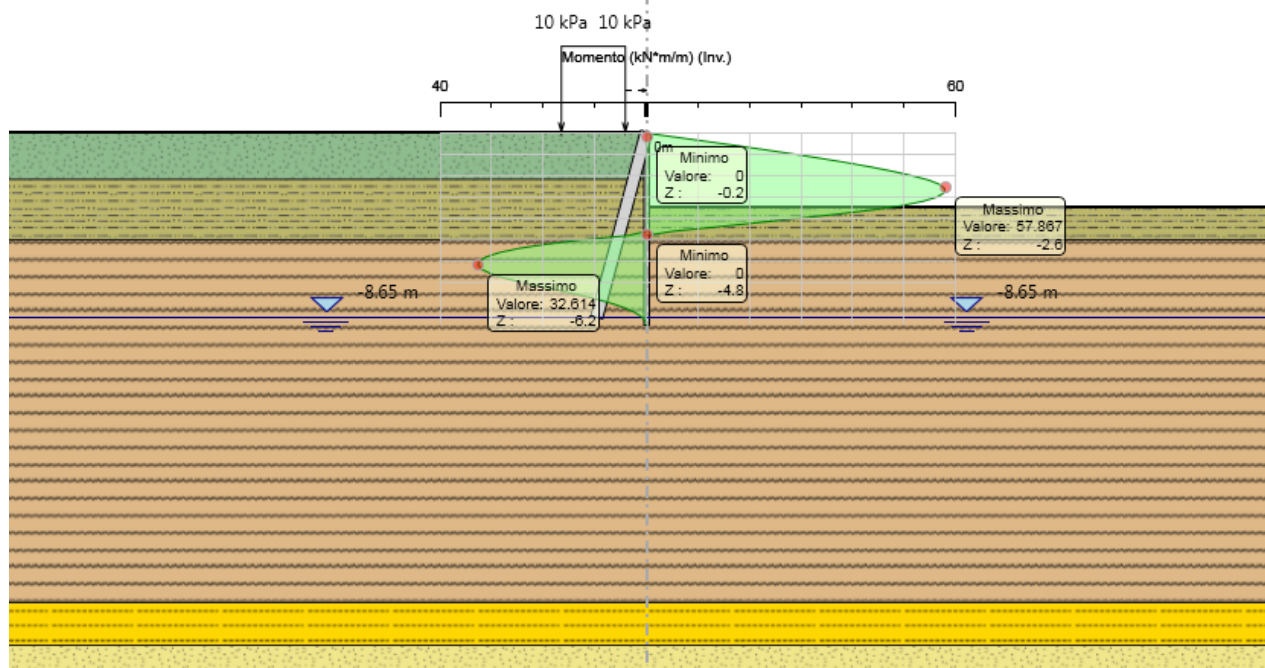 10 kPa 10 kPa
Momento (kN*m/m) (Inv.)
40
60
0m
Minimo
Valore: 0
Z : -0.2
Massimo
Valore: 57.867
Z : -2.6
Minimo
Valore: 0
Z : -4.8
Massimo
Valore: 32.614
Z : -6.2
-8.65 m
-8.65 m